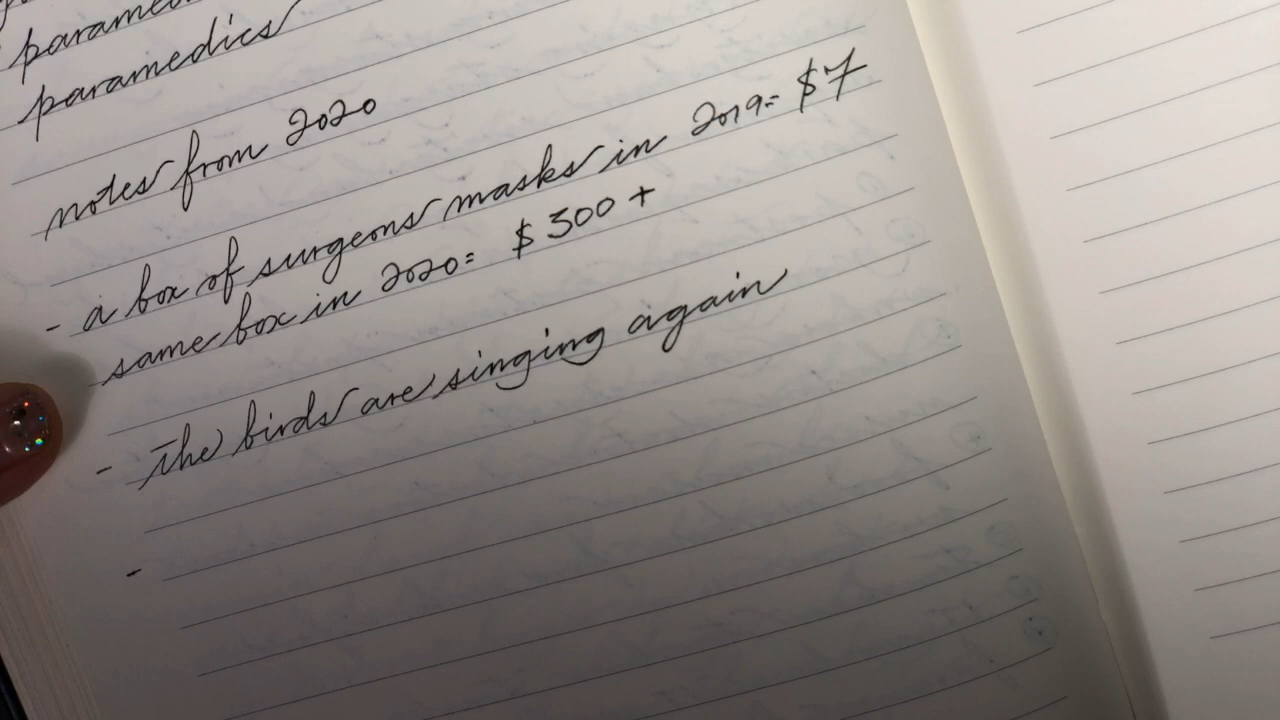 paramedics
notes from 2020
- a box of surgeons masks in 2019= $7
same box in 2020= $300+
- the birds are singing again
-